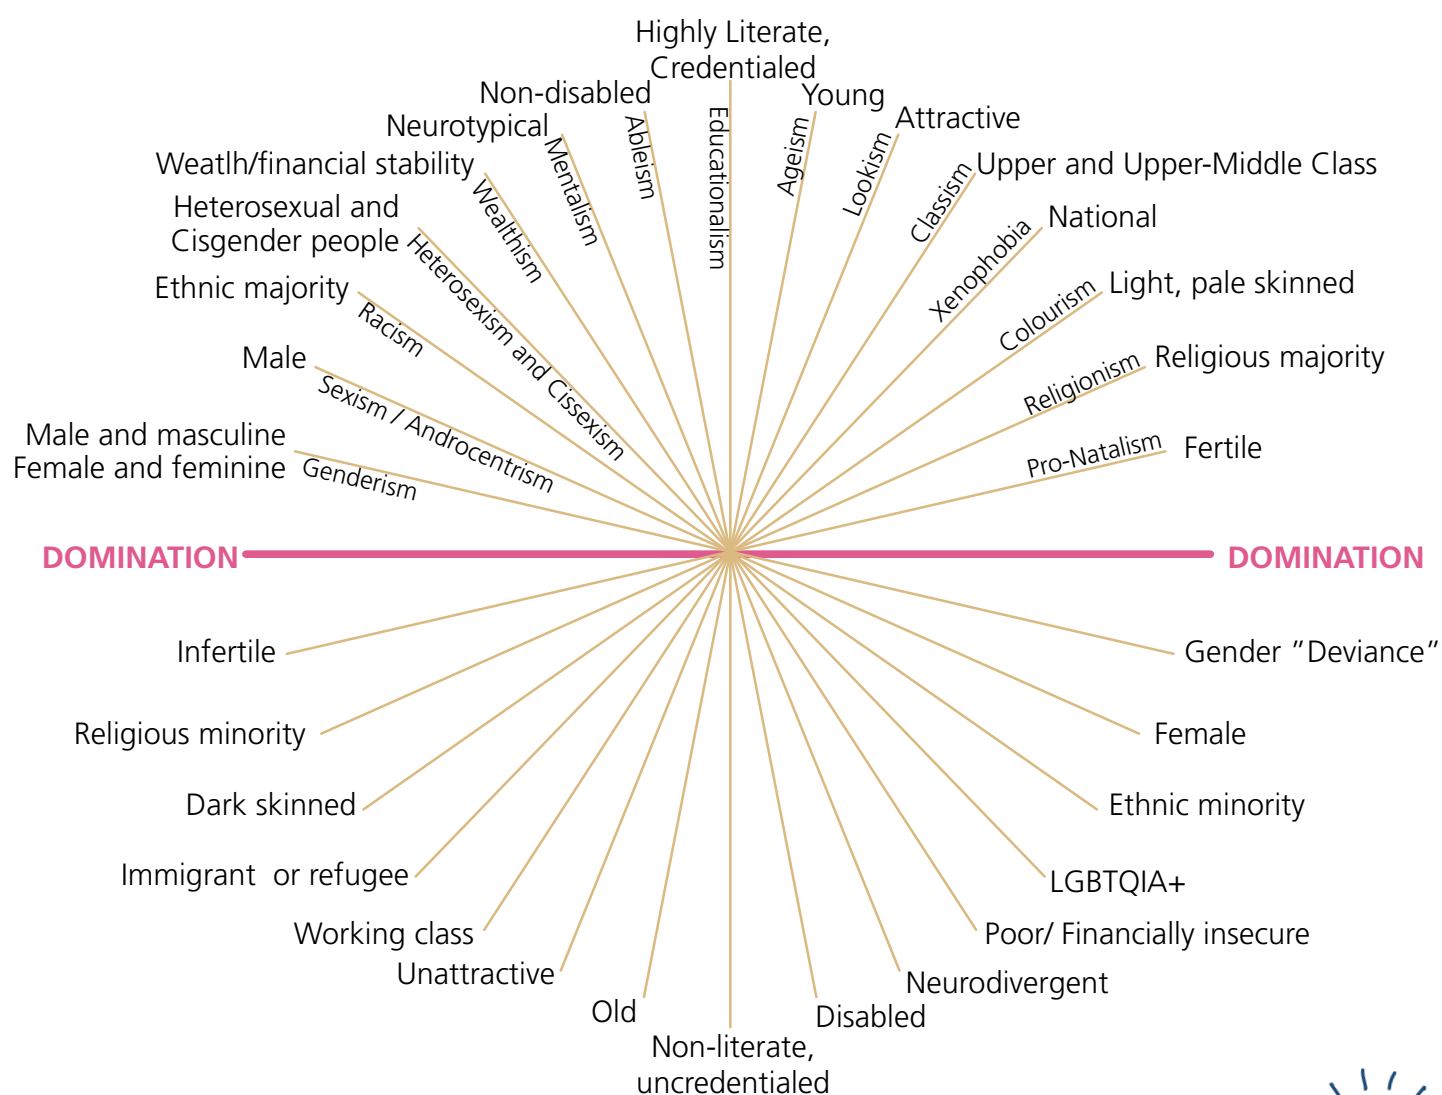 Highly Literate,
Credentialed
Non-disabled
Young
Neurotypical
Attractive
Weatlh/financial stability
Upper and Upper-Middle Class
Heterosexual and
Cisgender people
National
Ethnic majority
Light, pale skinned
Male
Religious majority
Male and masculine
Female and feminine
Fertile
Genderism
Sexism / Androcentrism
Racism
Heterosexism and Cissexism
Wealthism
Mentalism
Ableism
Educationalism
Ageism
Lookism
Classism
Xenophobia
Colourism
Religionism
Pro-Natalism
DOMINATION
DOMINATION
Infertile
Gender “Deviance”
Religious minority
Female
Dark skinned
Ethnic minority
Immigrant or refugee
LGBTQIA+
Working class
Poor/ Financially insecure
Unattractive
Neurodivergent
Old
Disabled
Non-literate,
uncredentialed